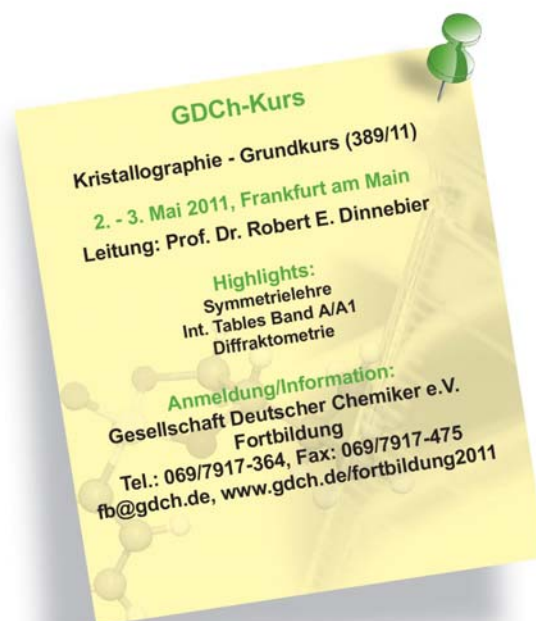 GDCh-Kurs
Kristallographie - Grundkurs (389/11)
2. - 3. Mai 2011, Frankfurt am Main
Leitung: Prof. Dr. Robert E. Dinnebier
Highlights:
Symmetrielehre
Int. Tables Band A/A1
Diffraktometrie
Anmeldung/Information:
Gesellschaft Deutscher Chemiker e.V.
Fortbildung
Tel.: 069/7917-364, Fax: 069/7917-475
fb@gdch.de, www.gdch.de/fortbildung2011